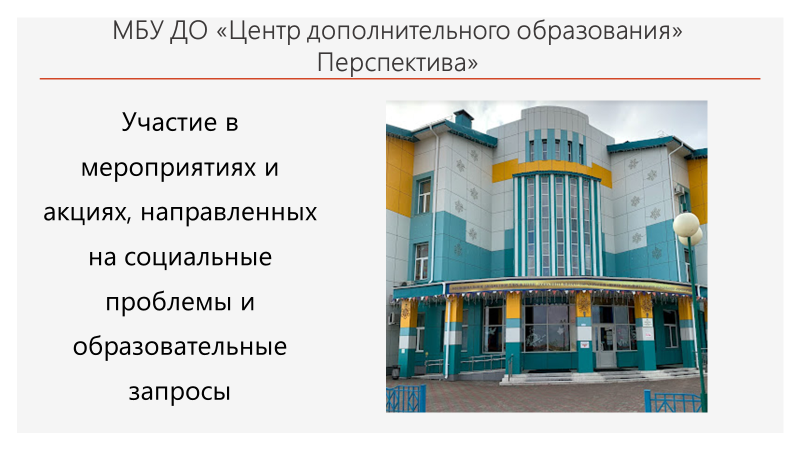 МБУ ДО «Центр дополнительного образования»
Перспектива»
Участие в
мероприятиях и
акциях, направленных
на социальные
проблемы и
образовательные
запросы